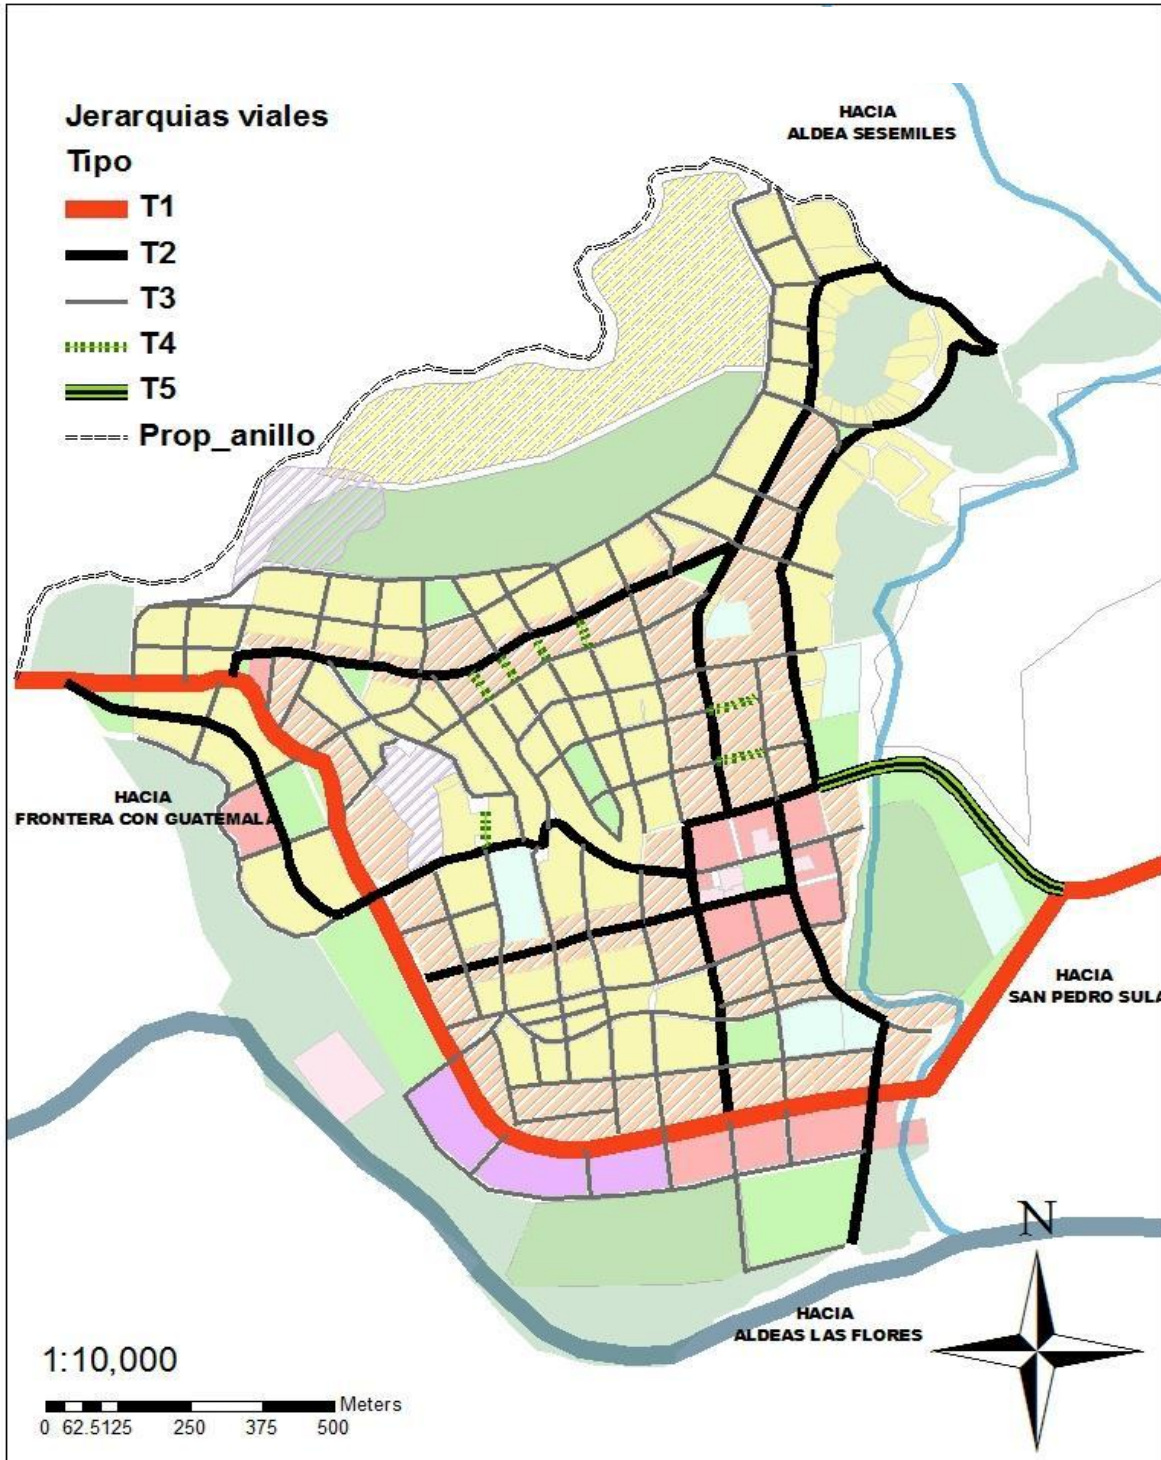 Jerarquias viales
Tipo
T1
T2
T3
T4
T5
Prop_anillo
HACIA
ALDEA SESEMILES
HACIA
FRONTERA CON GUATEMALA
HACIA
SAN PEDRO SULA
HACIA
ALDEAS LAS FLORES
N
1:10,000
Meters
0 62.5125 250 375 500